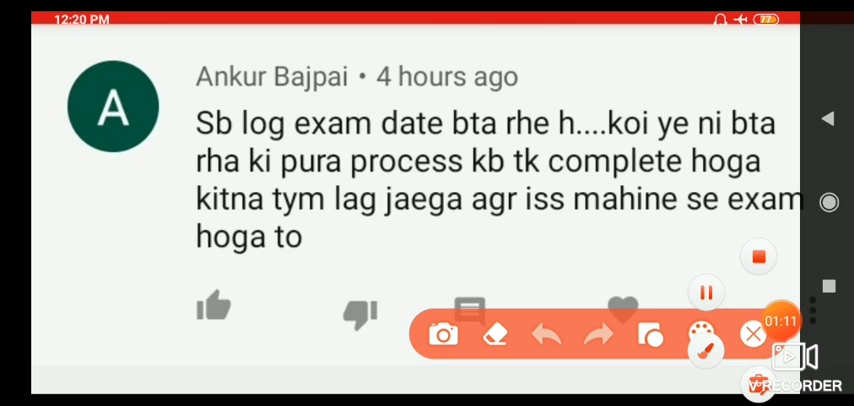 12:20 PM
77
A
Ankur Bajpai • 4 hours ago
Sb log exam date bta rhe h....koi ye ni bta
rha ki pura process kb tk complete hoga
kitna tym lag jaega agr iss mahine se exam
hoga to
01:11
V RECORDER